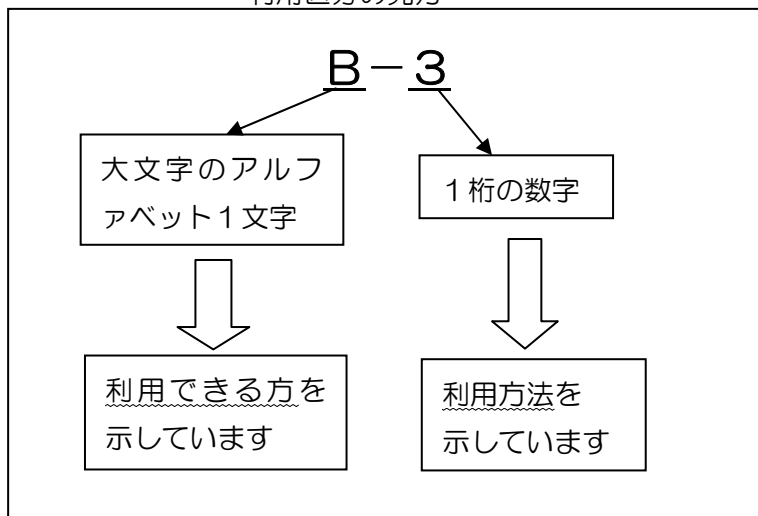 B－3
大文字のアルフ
ァベット１文字
１桁の数字
利用できる方を
示しています
利用方法を
示しています